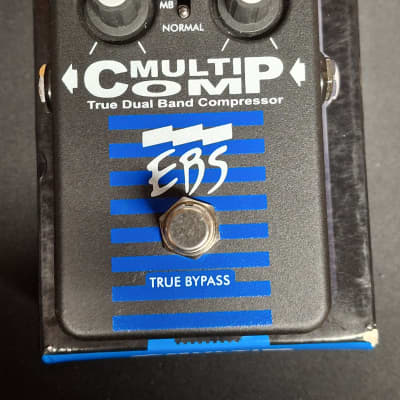 MB
NORMAL
MULTI
COMP
True Dual Band Compressor
EBS
TRUE BYPASS